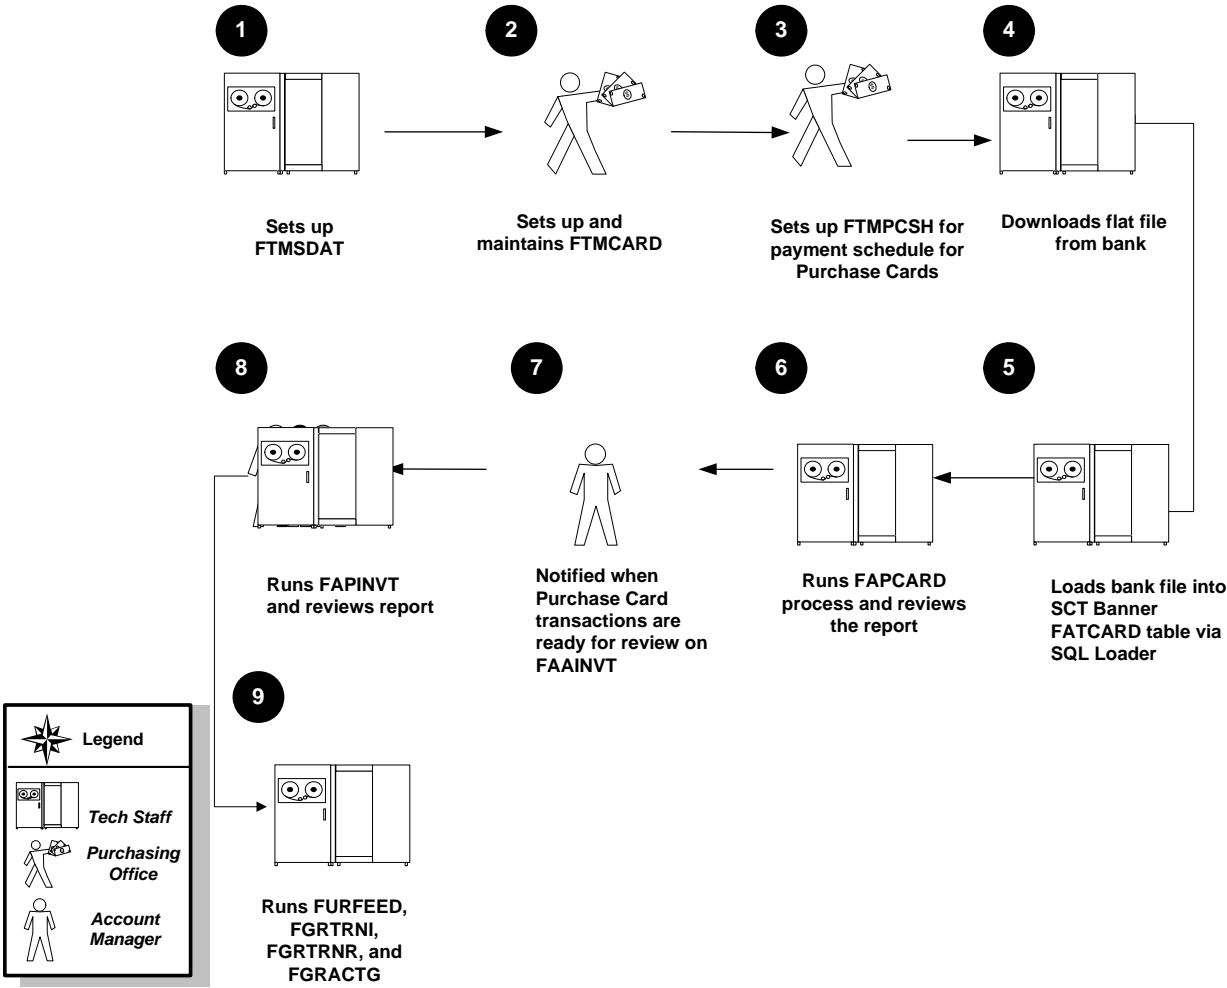 1
2
3
4
Sets up
FTMSDAT
Sets up and
maintains FTMCARD
Sets up FTMPCSH for
payment schedule for
Purchase Cards
Downloads flat file
from bank
8
7
6
5
Runs FAPINVT
and reviews report
Notified when
Purchase Card
transactions are
ready for review on
FAAINVT
Runs FAPCARD
process and reviews
the report
Loads bank file into
SCT Banner
FATCARD table via
SQL Loader
9
Runs FURFEED,
FGRTRNI,
FGRTRNR, and
FGRACTG
Legend
Tech Staff
Purchasing
Office
Account
Manager